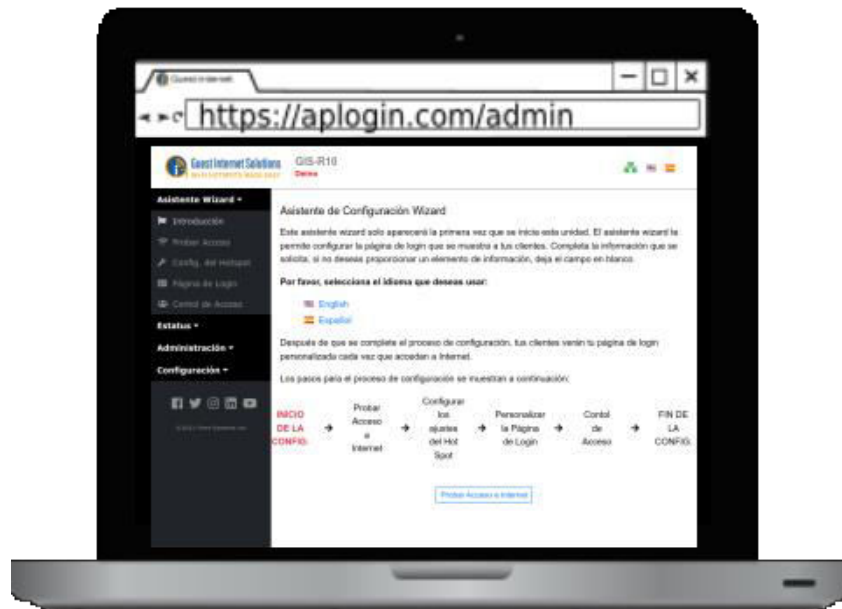 Guest Internet
https://aplogin.com/admin
Guest Internet Solutions
GIS-R10
Demo
Asistente Wizard
Introducción
Probar Acceso
Config. del Hotspot
Página de Login
Contol de Acceso
Estatus
Administración
Configuración
Asistente de Configuración Wizard
Este asistente wizard solo aparecerá la primera vez que se inicie esta unidad. El asistente wizard te
permite configurar la página de login que se muestra a tus clientes. Completa la información que se
solicita, si no deseas proporcionar un elemento de información, deja el campo en blanco.
Por favor, selecciona el idioma que deseas usar:
English
Español
Después de que se complete el proceso de configuración, tus clientes verán tu página de login
personalizada cada vez que accedan a Internet.
Los pasos para el proceso de configuración se muestran a continuación:
INICIO
DE LA
CONFIG.
Probar
Acceso
a
Internet
Configurar
los
ajustes
del Hot
Spot
Personalizar
la Página
de Login
Contol
de
Acceso
FIN DE
LA
CONFIG.
Probar Acceso a Internet